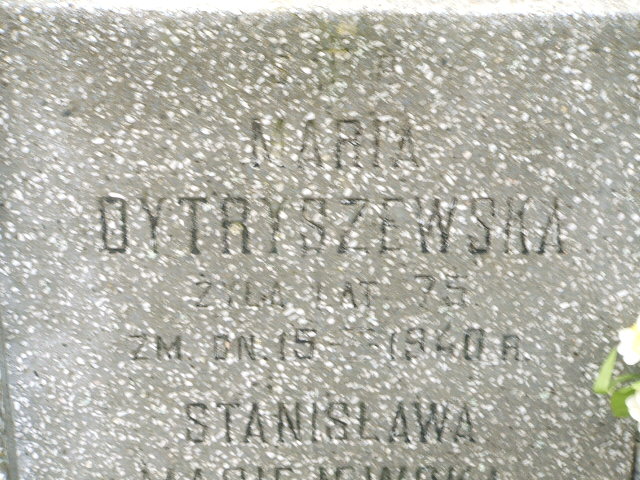 MARIA
DYTRYSZEWSKA
ŻYŁA LAT 75.
ZM. DN. 15 1940 R.
STANISŁAWA